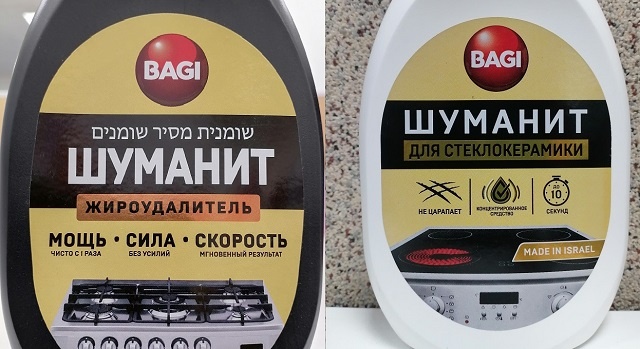 BAGI
שומנית מסיר שומנים
ШУМАНИТ
ЖИРОУДАЛИТЕЛЬ
МОЩЬ • СИЛА • СКОРОСТЬ
ЧИСТО С 1 РАЗА БЕЗ УСИЛИЙ МГНОВЕННЫЙ РЕЗУЛЬТАТ
BAGI
ШУМАНИТ
ДЛЯ СТЕКЛОКЕРАМИКИ
ДО
10
НЕ ЦАРАПАЕТ
КОНЦЕНТРИРОВАННОЕ
СРЕДСТВО
СЕКУНД
MADE IN ISRAEL